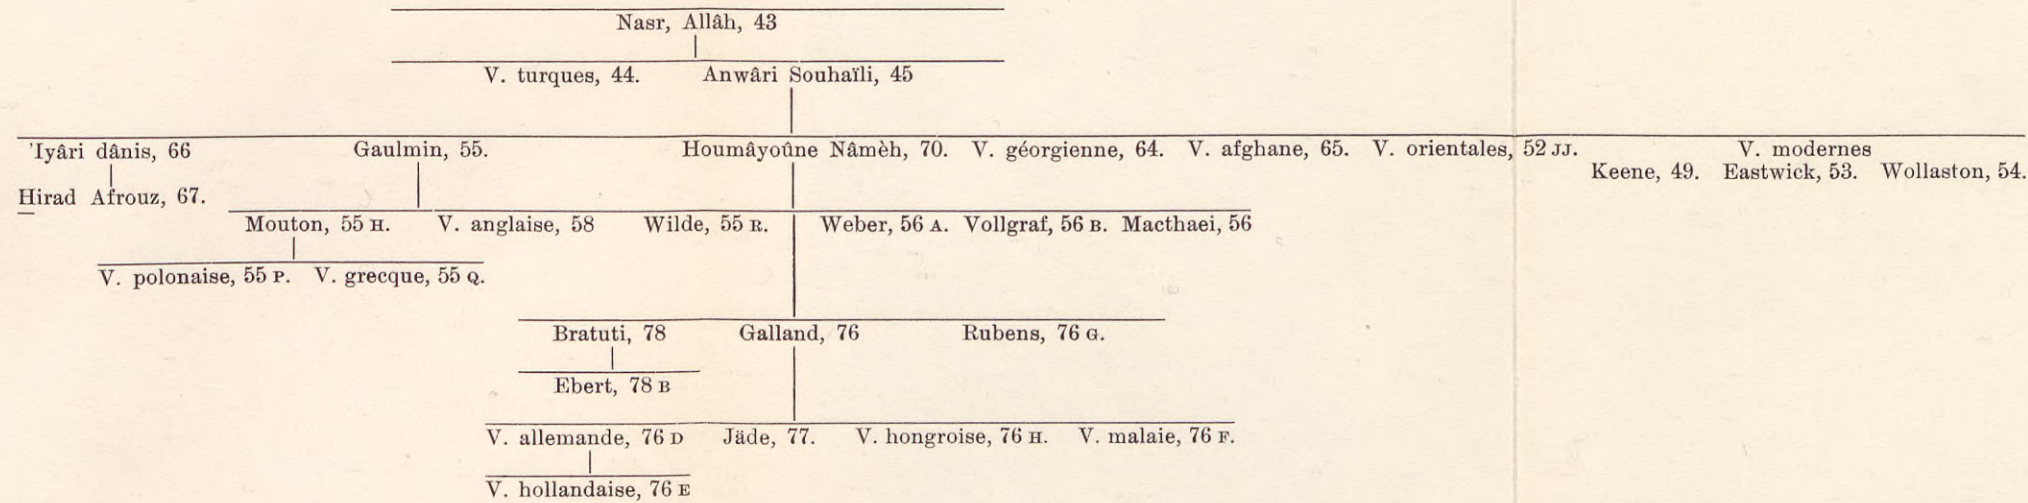 Nasr, Allâh, 43
V. turques, 44. Anwâri Souhaïli, 45
'Iyâri dânis, 66 Gaulmin, 55. Houmâyoûne Nâmèh, 70. V. géorgienne, 64. V. afghane, 65. V. orientales, 52 JJ. V. modernes
Keene, 49. Eastwick, 53. Wollaston, 54.
Hirad Afrouz, 67.
Mouton, 55 H. V. anglaise, 58 Wilde, 55 R. Weber, 56 A. Vollgraf, 56 B. Macthaei, 56
V. polonaise, 55 P. V. grecque, 55 Q.
Bratuti, 78 Galland, 76 Rubens, 76 G.
Ebert, 78 B
V. allemande, 76 D Jäde, 77. V. hongroise, 76 H. V. malaie, 76 F.
V. hollandaise, 76 E